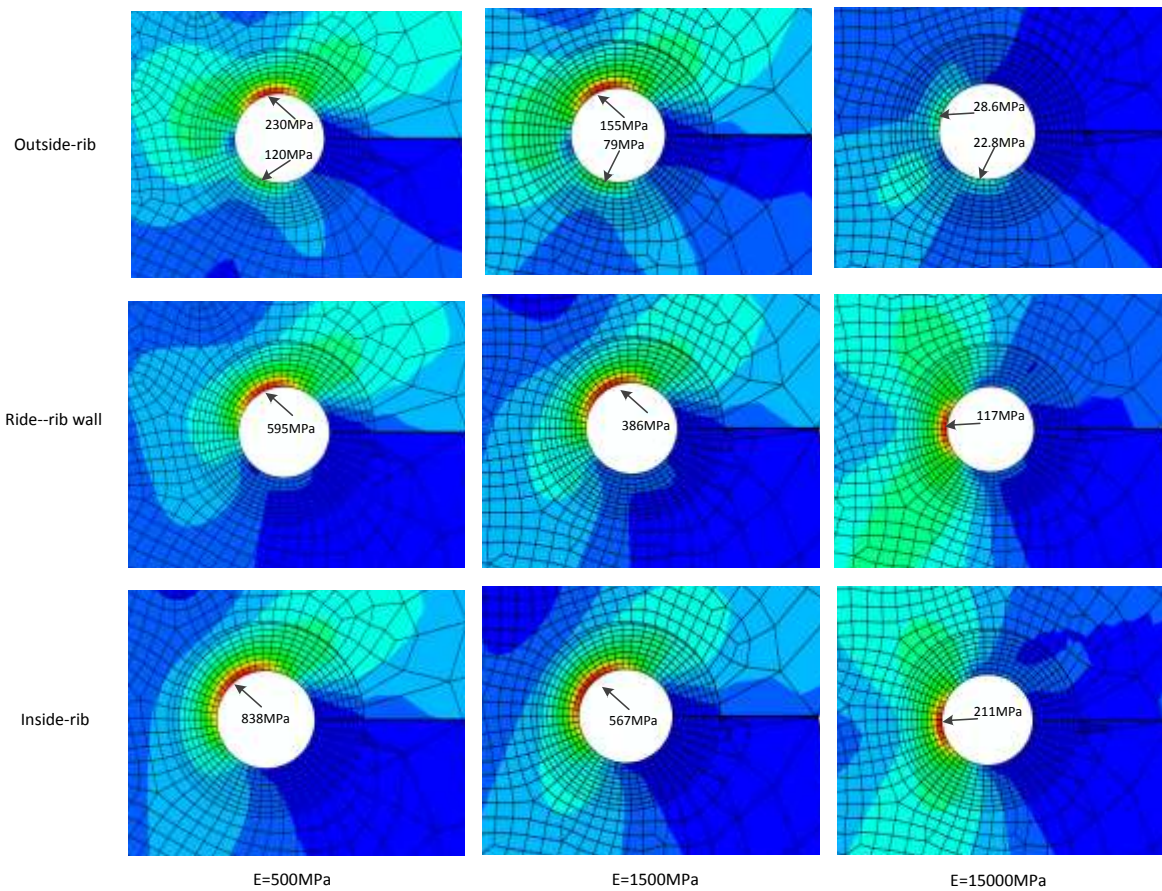 Outside-rib
230MPa
120MPa
155MPa
79MPa
28.6MPa
22.8MPa
Ride--rib wall
595MPa
386MPa
117MPa
Inside-rib
838MPa
567MPa
211MPa
E=500MPa
E=1500MPa
E=15000MPa